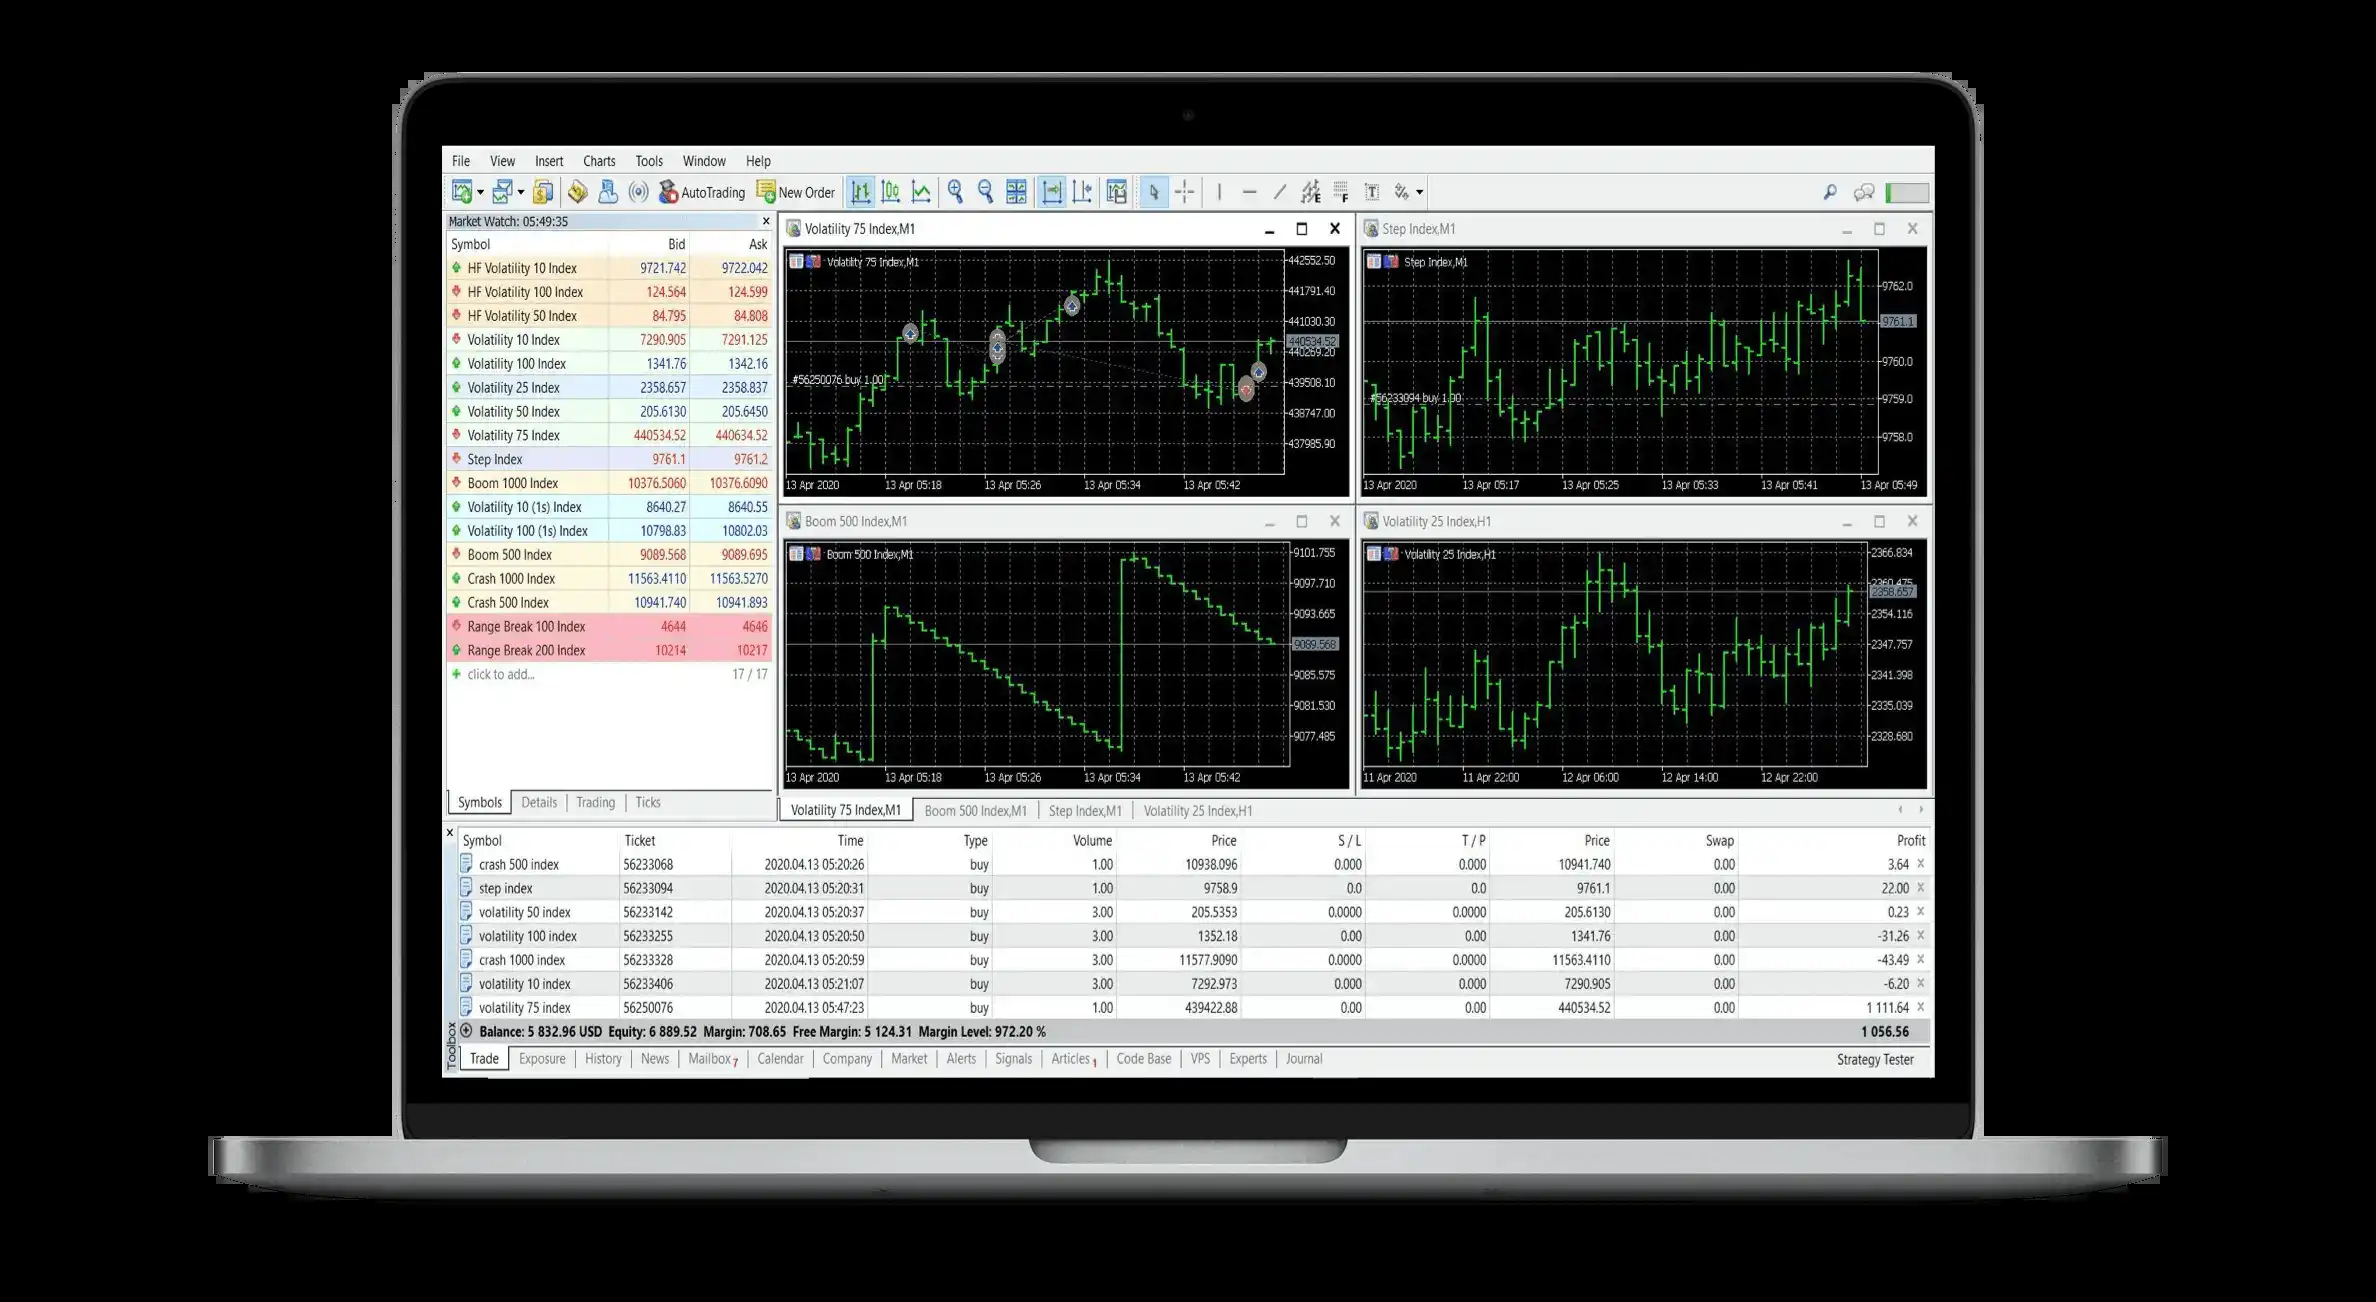 File View Insert Charts Tools Window Help
AutoTrading New Order
Market Watch: 05:49:35
Symbol Bid Ask
HF Volatility 10 Index 9721.742 9722.042
HF Volatility 100 Index 124.564 124.599
HF Volatility 50 Index 84.795 84.808
Volatility 10 Index 7290.905 7291.125
Volatility 100 Index 1341.76 1342.16
Volatility 25 Index 2358.657 2358.837
Volatility 50 Index 205.6130 205.6450
Volatility 75 Index 440534.52 440634.52
Step Index 9761.1 9761.2
Boom 1000 Index 10376.5060 10376.6090
Volatility 10 (1s) Index 8640.27 8640.55
Volatility 100 (1s) Index 10798.83 10802.03
Boom 500 Index 9089.568 9089.695
Crash 1000 Index 11563.4110 11563.5270
Crash 500 Index 10941.740 10941.893
Range Break 100 Index 4644 4646
Range Break 200 Index 10214 10217
click to add... 17 / 17
Symbols Details Trading Ticks
Volatility 75 Index,M1
Volatility 75 Index,M1
442552.50
441791.40
441030.30
440534.52
440269.20
439508.10
438747.00
437985.90
#56250076 buy 1.00
13 Apr 2020 13 Apr 05:18 13 Apr 05:26 13 Apr 05:34 13 Apr 05:42
Step Index,M1
Step Index,M1
9762.0
9761.1
9760.0
9759.0
9758.0
#56233094 buy 1.00
13 Apr 2020 13 Apr 05:17 13 Apr 05:25 13 Apr 05:33 13 Apr 05:41 13 Apr 05:49
Boom 500 Index,M1
Boom 500 Index,M1
9101.755
9097.710
9093.665
9089.568
9085.575
9081.530
9077.485
13 Apr 2020 13 Apr 05:18 13 Apr 05:26 13 Apr 05:34 13 Apr 05:42
Volatility 25 Index,H1
Volatility 25 Index,H1
2366.834
2360.475
2358.657
2354.116
2347.757
2341.398
2335.039
2328.680
11 Apr 2020 11 Apr 22:00 12 Apr 06:00 12 Apr 14:00 12 Apr 22:00
Volatility 75 Index,M1 Boom 500 Index,M1 Step Index,M1 Volatility 25 Index,H1
Symbol Ticket Time Type Volume Price S / L T / P Price Swap Profit
crash 500 index 56233068 2020.04.13 05:20:26 buy 1.00 10938.096 0.000 0.000 10941.740 0.00 3.64
step index 56233094 2020.04.13 05:20:31 buy 1.00 9758.9 0.0 0.0 9761.1 0.00 22.00
volatility 50 index 56233142 2020.04.13 05:20:37 buy 3.00 205.5353 0.0000 0.0000 205.6130 0.00 0.23
volatility 100 index 56233255 2020.04.13 05:20:50 buy 3.00 1352.18 0.00 0.00 1341.76 0.00 -31.26
crash 1000 index 56233328 2020.04.13 05:20:59 buy 3.00 11577.9090 0.0000 0.0000 11563.4110 0.00 -43.49
volatility 10 index 56233406 2020.04.13 05:21:07 buy 3.00 7292.973 0.000 0.000 7290.905 0.00 -6.20
volatility 75 index 56250076 2020.04.13 05:47:23 buy 1.00 439422.88 0.00 0.00 440534.52 0.00 1 111.64
Balance: 5 832.96 USD Equity: 6 889.52 Margin: 708.65 Free Margin: 5 124.31 Margin Level: 972.20 % 1 056.56
Toolbox
Trade Exposure History News Mailbox 7 Calendar Company Market Alerts Signals Articles 1 Code Base VPS Experts Journal Strategy Tester